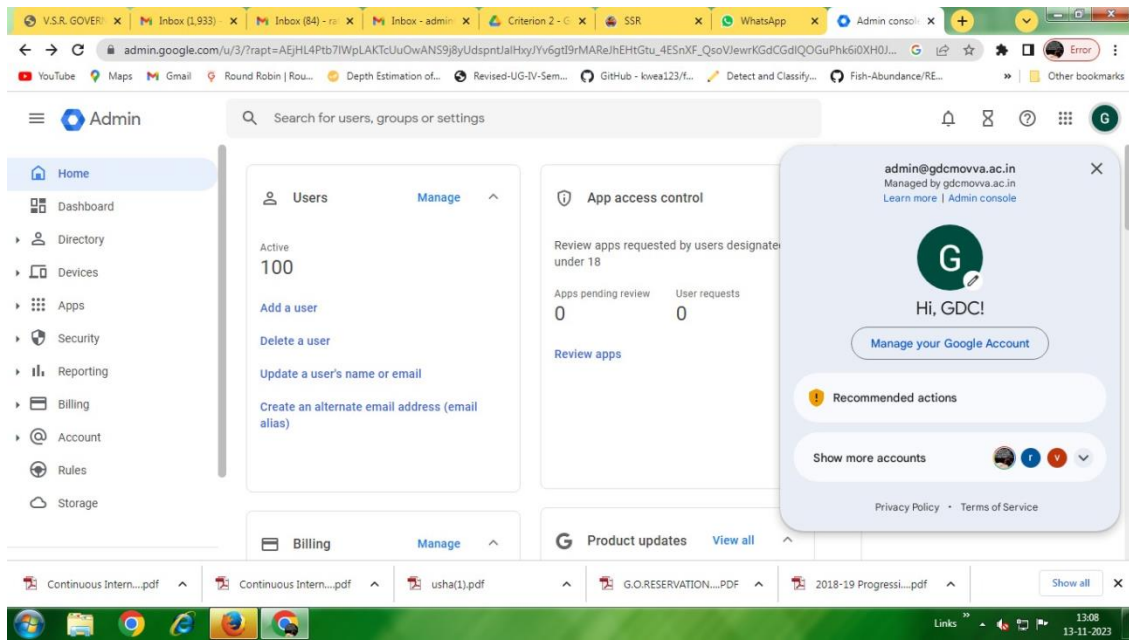 V.S.R. GOVERN
Inbox (1,933) -
Inbox (84) - ra
Inbox - admin
Criterion 2 - G
SSR
WhatsApp
Admin console
admin.google.com/u/3/?rapt=
Error
YouTube
Maps
Gmail
Round Robin | Rou...
Depth Estimation of...
Revised-UG-IV-Sem...
GitHub - kwea123/f...
Detect and Classify...
Fish-Abundance/RE...
»
Other bookmarks
Admin
Search for users, groups or settings
G
Home
Dashboard
Directory
Devices
Apps
Security
Reporting
Billing
Account
Rules
Storage
Users
Manage
Active
100
Add a user
Delete a user
Update a user's name or email
Create an alternate email address (email
alias)
App access control
Review apps requested by users designate
under 18
Apps pending review
User requests
0
0
Review apps
Billing
Manage
Product updates
View all
admin@gdcmovva.ac.in
Managed by gdcmovva.ac.in
Learn more | Admin console
G
Hi, GDC!
Manage your Google Account
Recommended actions
Show more accounts
r
v
Privacy Policy • Terms of Service
Continuous Intern....pdf
Continuous Intern....pdf
usha(1).pdf
G.O.RESERVATION....PDF
2018-19 Progressi....pdf
Show all
Links
13:08
13-11-2023